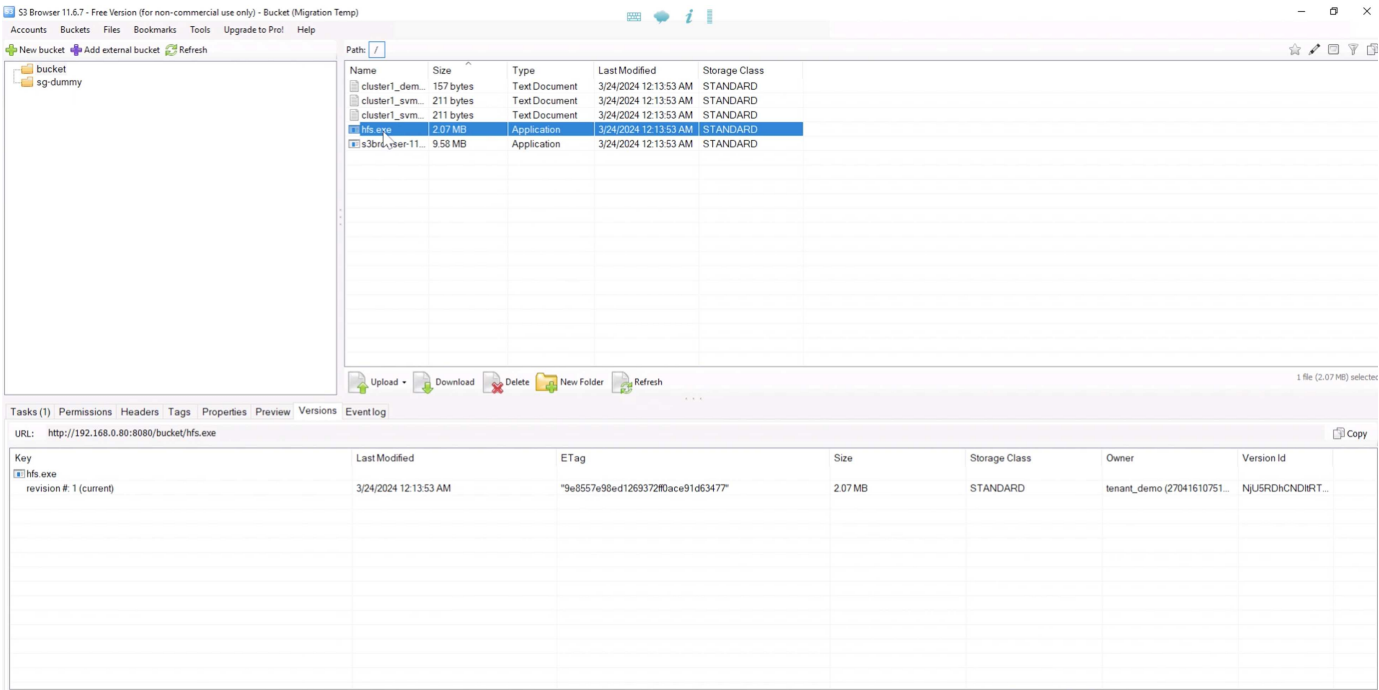 S3 Browser 11.6.7 - Free Version (for non-commercial use only) - Bucket (Migration Temp)
Accounts Buckets Files Bookmarks Tools Upgrade to Pro! Help
New bucket Add external bucket Refresh
Path: /
bucket
sg-dummy
Name Size Type Last Modified Storage Class
cluster1_dem... 157 bytes Text Document 3/24/2024 12:13:53 AM STANDARD
cluster1_svm... 211 bytes Text Document 3/24/2024 12:13:53 AM STANDARD
cluster1_svm... 211 bytes Text Document 3/24/2024 12:13:53 AM STANDARD
hfs.exe 2.07 MB Application 3/24/2024 12:13:53 AM STANDARD
s3browser-11... 9.58 MB Application 3/24/2024 12:13:53 AM STANDARD
Upload Download Delete New Folder Refresh
1 file (2.07 MB) selected
Tasks (1) Permissions Headers Tags Properties Preview Versions Event log
URL: http://192.168.0.80:8080/bucket/hfs.exe
Copy
Key Last Modified ETag Size Storage Class Owner Version Id
hfs.exe
revision #: 1 (current) 3/24/2024 12:13:53 AM "9e8557e98ed1269372ff0ace91d63477" 2.07 MB STANDARD tenant_demo (27041610751... NjU5RDhCNDItRT...